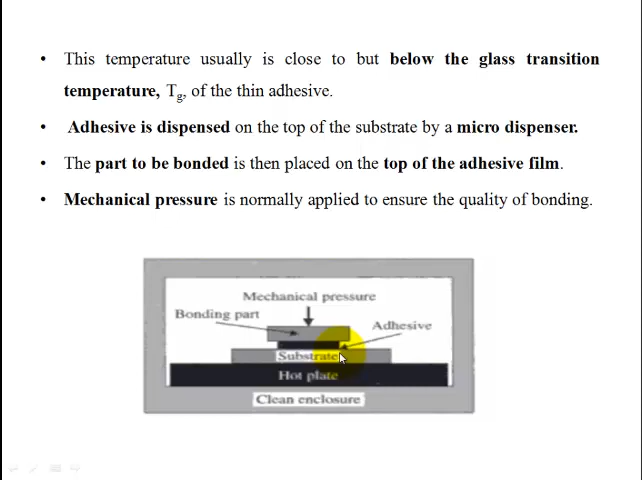 • This temperature usually is close to but below the glass transition
temperature, Tg, of the thin adhesive.
• Adhesive is dispensed on the top of the substrate by a micro dispenser.
• The part to be bonded is then placed on the top of the adhesive film.
• Mechanical pressure is normally applied to ensure the quality of bonding.
Mechanical pressure
Bonding part
Adhesive
Substrate
Hot plate
Clean enclosure